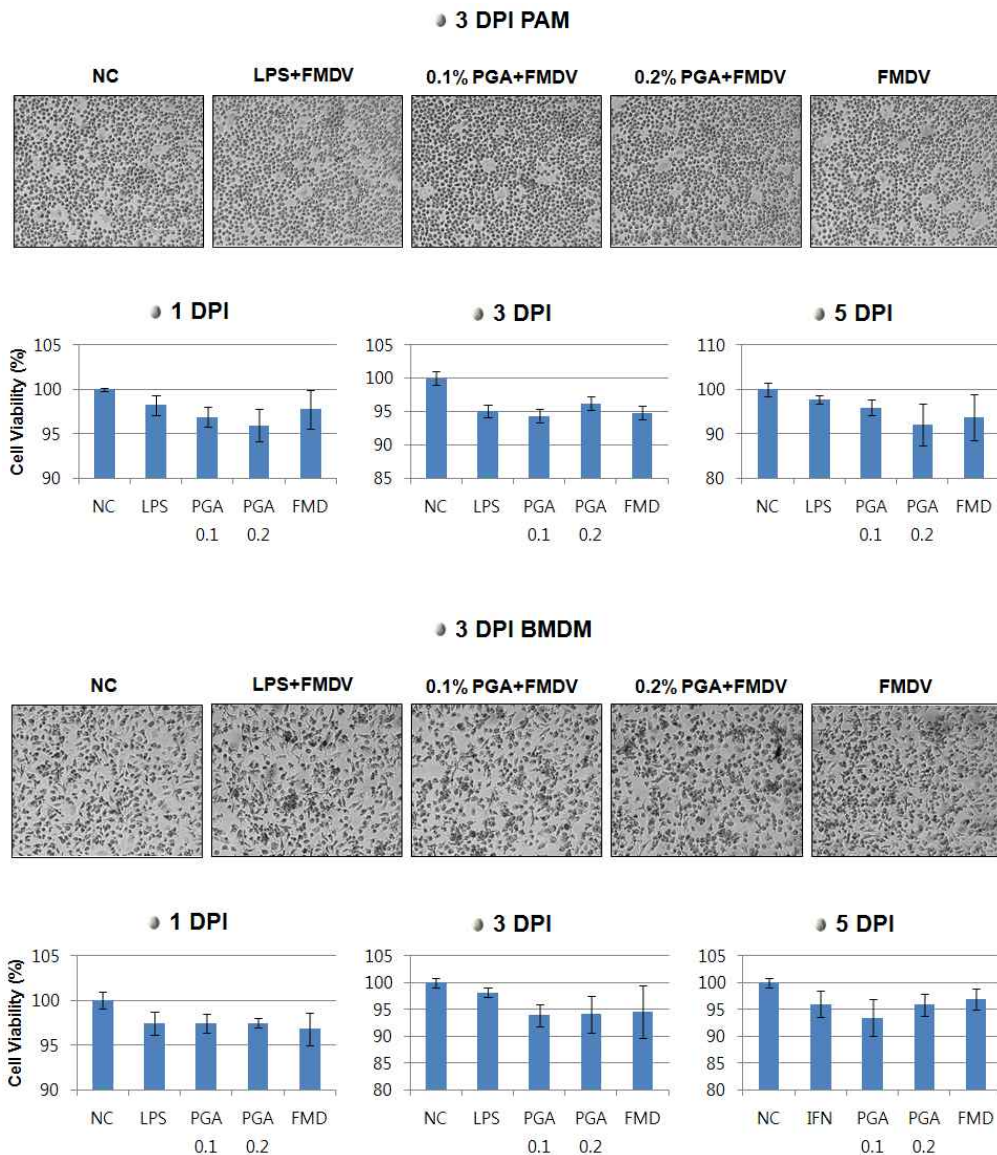 3 DPI PAM
NC LPS+FMDV 0.1% PGA+FMDV 0.2% PGA+FMDV FMDV
1 DPI
Cell Viability (%)
105
100
95
90
NC LPS PGA PGA FMD
0.1 0.2
3 DPI
105
100
95
90
85
NC LPS PGA PGA FMD
0.1 0.2
5 DPI
110
100
90
80
NC LPS PGA PGA FMD
0.1 0.2
3 DPI BMDM
NC LPS+FMDV 0.1% PGA+FMDV 0.2% PGA+FMDV FMDV
1 DPI
Cell Viability (%)
105
100
95
90
NC LPS PGA PGA FMD
0.1 0.2
3 DPI
105
100
95
90
85
80
NC LPS PGA PGA FMD
0.1 0.2
5 DPI
105
100
95
90
85
80
NC IFN PGA PGA FMD
0.1 0.2